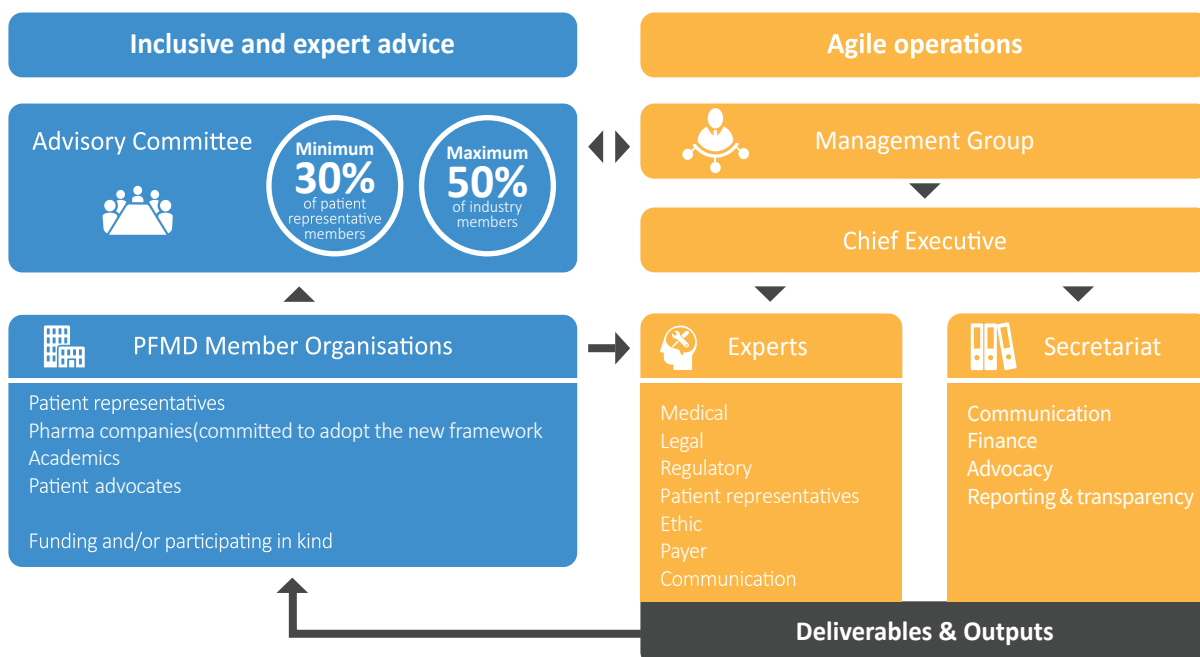 Inclusive and expert advice
Agile operations
Advisory Committee
Minimum
30%
of patient
representative
members
Maximum
50%
of industry
members
Management Group
Chief Executive
PFMD Member Organisations
Patient representatives
Pharma companies(committed to adopt the new framework
Academics
Patient advocates
Funding and/or participating in kind
Experts
Medical
Legal
Regulatory
Patient representatives
Ethic
Payer
Communication
Secretariat
Communication
Finance
Advocacy
Reporting & transparency
Deliverables & Outputs